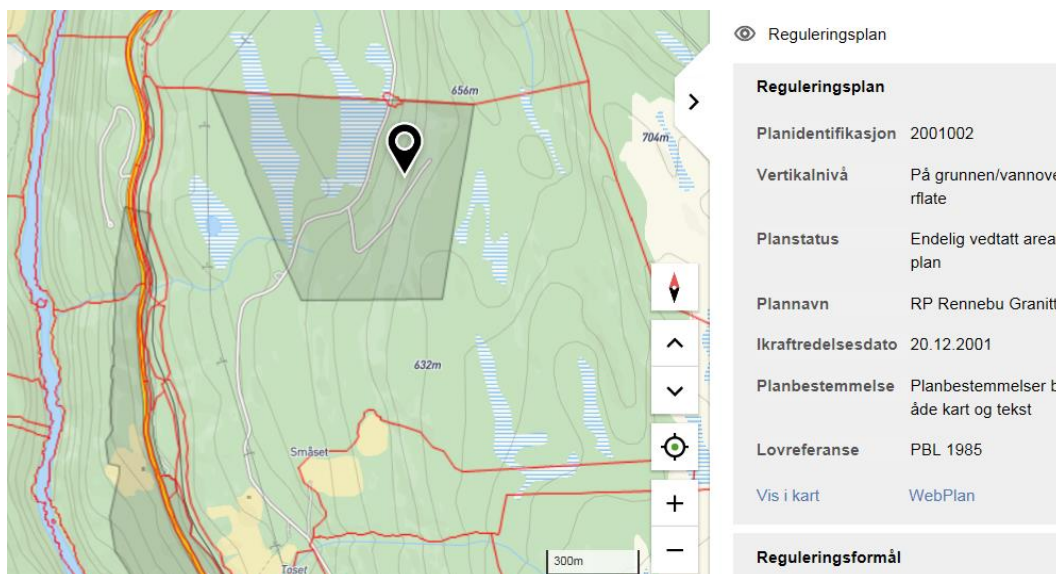 656m
704m
632m
Småset
Toset
300m
Reguleringsplan
Reguleringsplan
Planidentifikasjon 2001002
Vertikalnivå På grunnen/vannove
rflate
Planstatus Endelig vedtatt area
plan
Plannavn RP Rennebu Granitt
Ikraftredelsesdato 20.12.2001
Planbestemmelse Planbestemmelser b
åde kart og tekst
Lovreferanse PBL 1985
Vis i kart WebPlan
Reguleringsformål